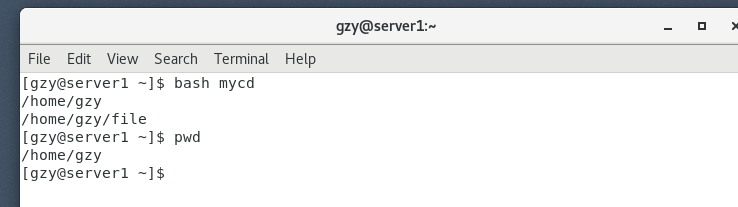 gzy@server1:~
File Edit View Search Terminal Help
[gzy@server1 ~]$ bash mycd
/home/gzy
/home/gzy/file
[gzy@server1 ~]$ pwd
/home/gzy
[gzy@server1 ~]$